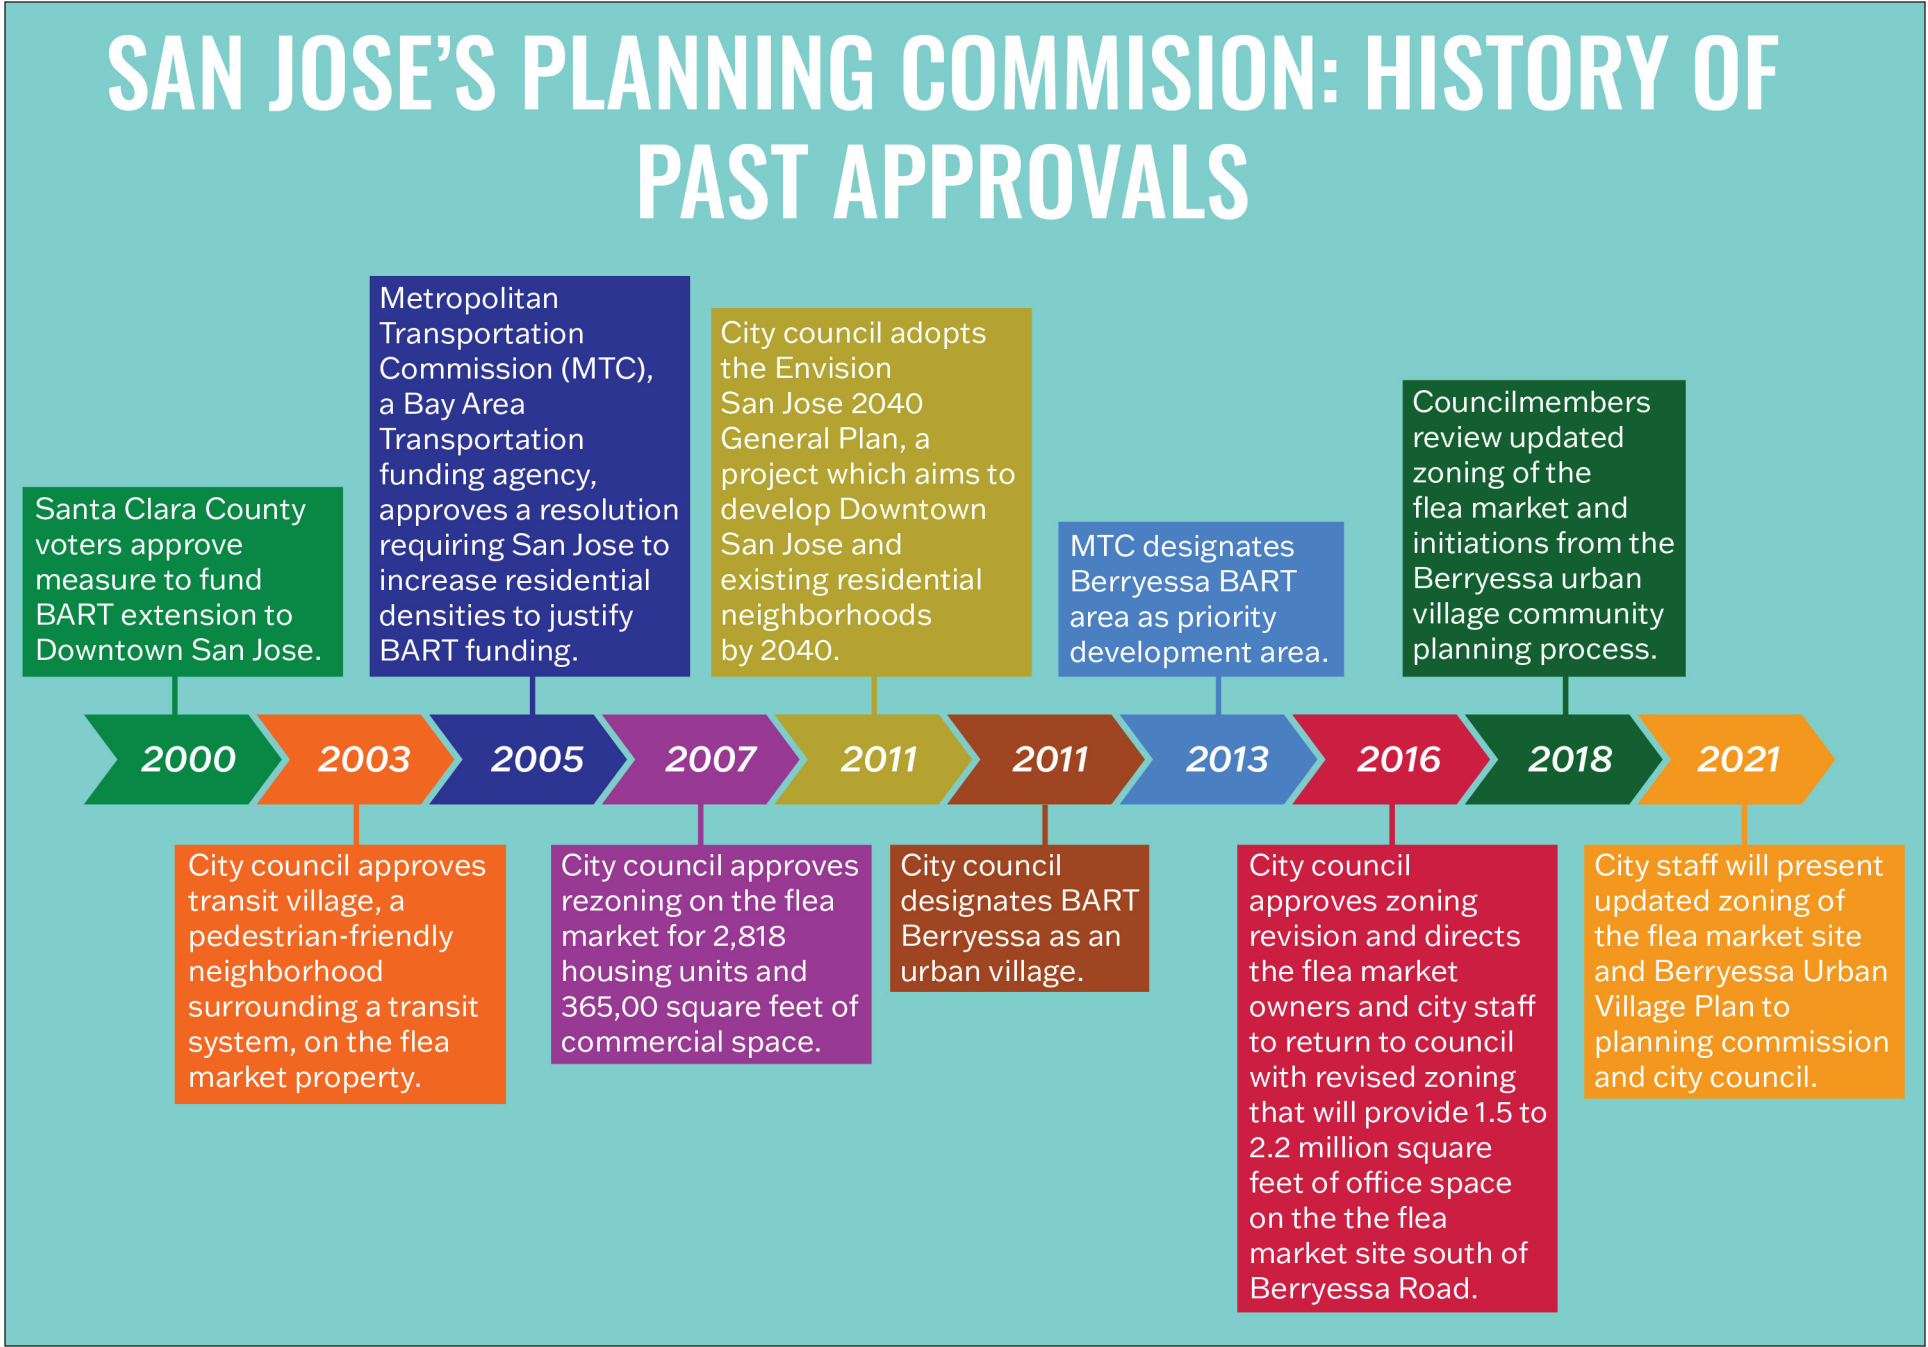 SAN JOSE'S PLANNING COMMISION: HISTORY OF
PAST APPROVALS
Santa Clara County
voters approve
measure to fund
BART extension to
Downtown San Jose.
Metropolitan
Transportation
Commission (MTC),
a Bay Area
Transportation
funding agency,
approves a resolution
requiring San Jose to
increase residential
densities to justify
BART funding.
City council adopts
the Envision
San Jose 2040
General Plan, a
project which aims to
develop Downtown
San Jose and
existing residential
neighborhoods
by 2040.
MTC designates
Berryessa BART
area as priority
development area.
Councilmembers
review updated
zoning of the
flea market and
initiations from the
Berryessa urban
village community
planning process.
2000 2003 2005 2007 2011 2011 2013 2016 2018 2021
City council approves
transit village, a
pedestrian-friendly
neighborhood
surrounding a transit
system, on the flea
market property.
City council approves
rezoning on the flea
market for 2,818
housing units and
365,00 square feet of
commercial space.
City council
designates BART
Berryessa as an
urban village.
City council
approves zoning
revision and directs
the flea market
owners and city staff
to return to council
with revised zoning
that will provide 1.5 to
2.2 million square
feet of office space
on the the flea
market site south of
Berryessa Road.
City staff will present
updated zoning of
the flea market site
and Berryessa Urban
Village Plan to
planning commission
and city council.